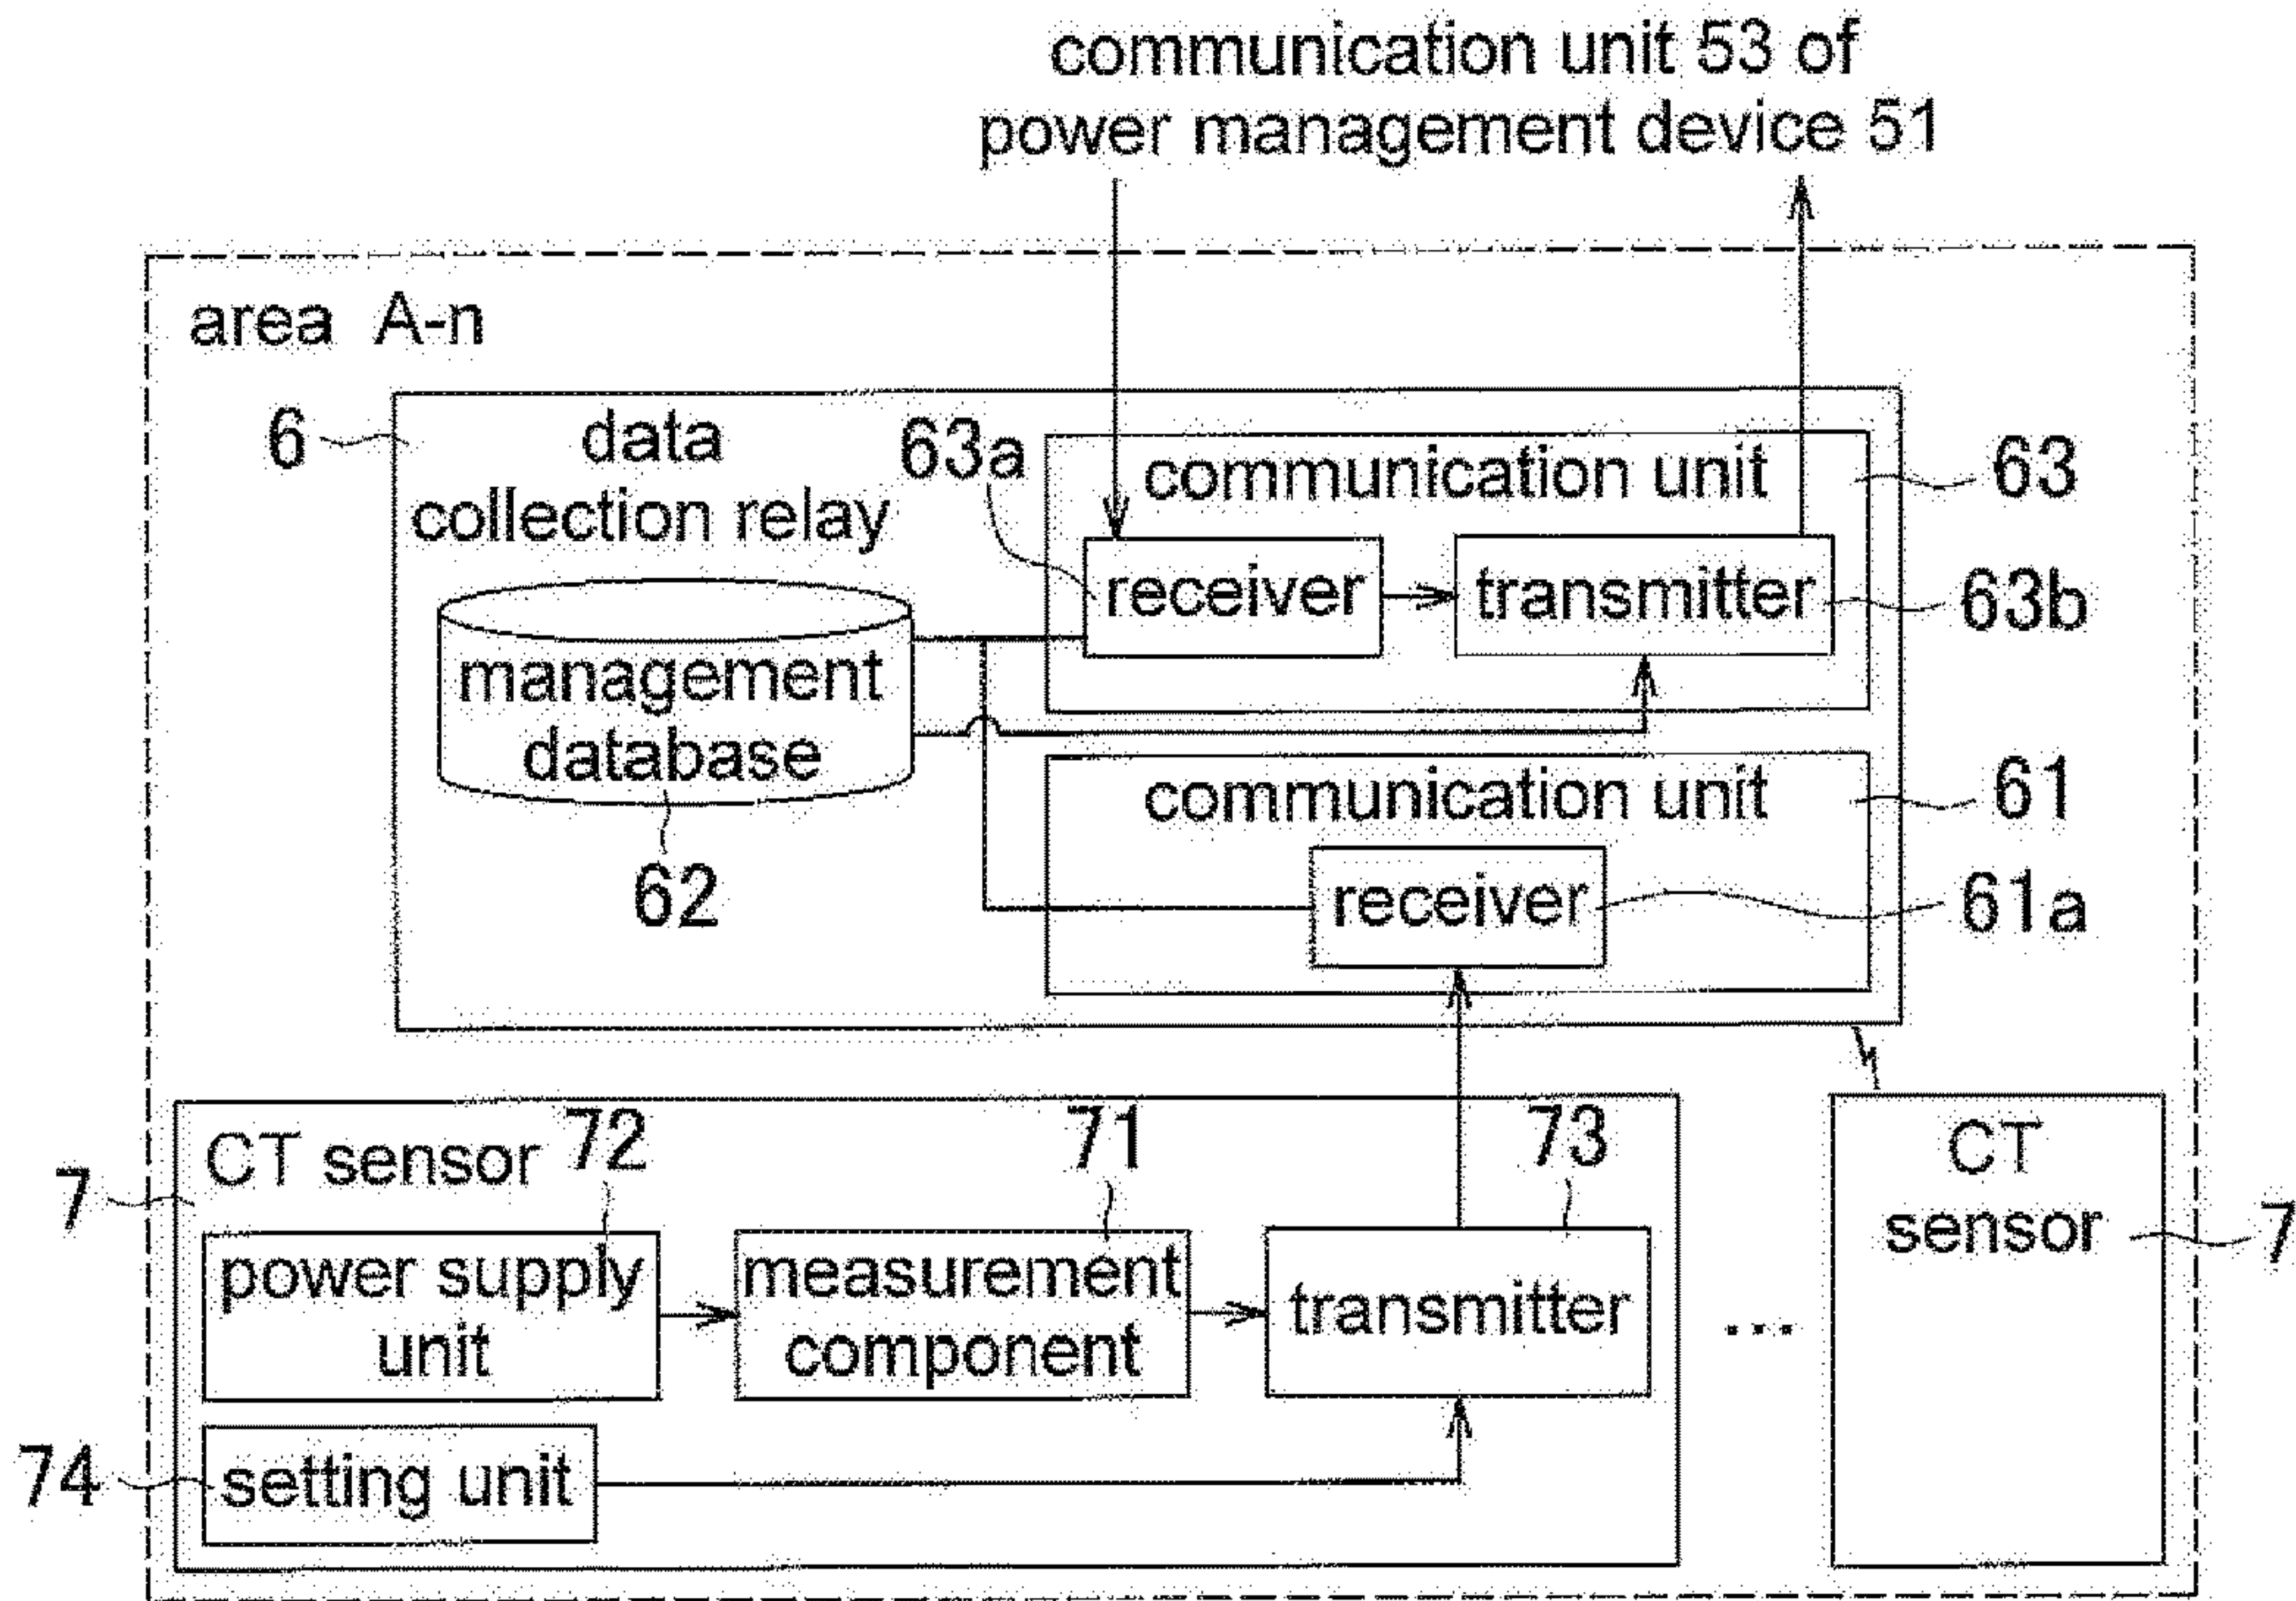 communication unit 53 of
power management device 51
area A-n
6
data
collection relay
63a
communication unit
63
receiver
transmitter
63b
management
database
62
communication unit
61
receiver
61a
7
CT sensor
72
71
73
power supply
unit
measurement
component
transmitter
...
CT
sensor
7
74
setting unit